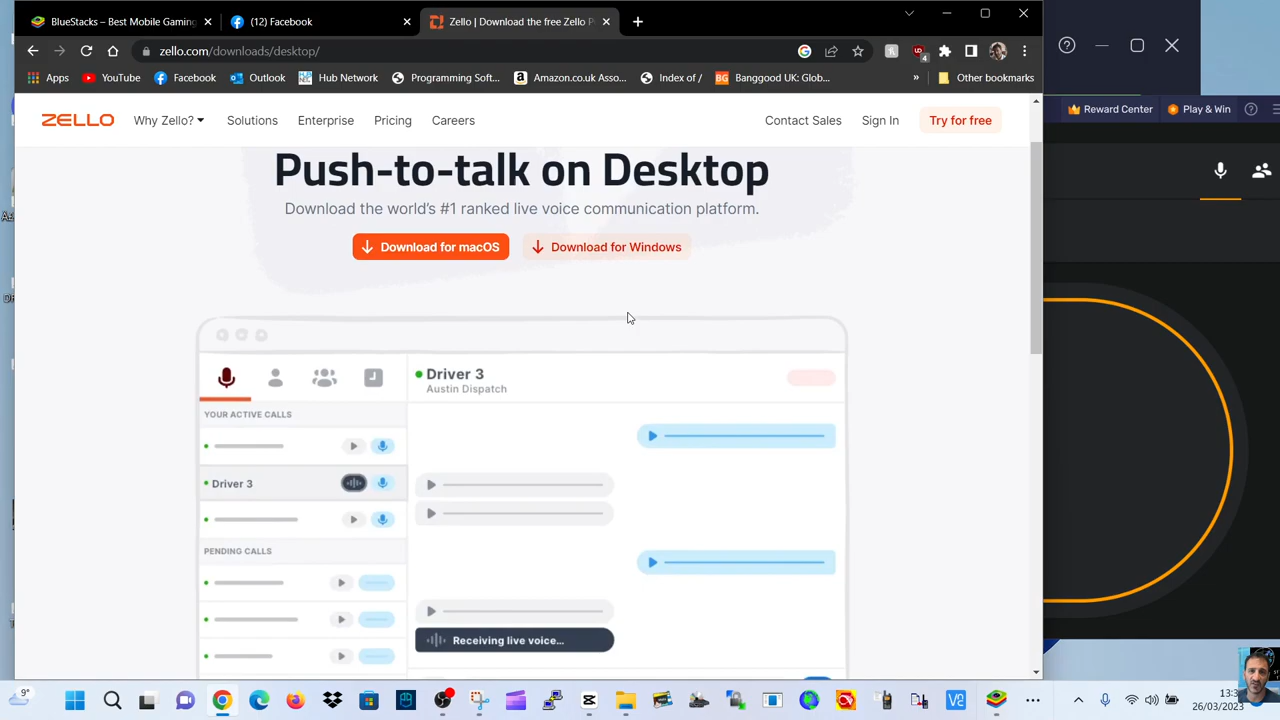 BlueStacks – Best Mobile Gaming
(12) Facebook
Zello | Download the free Zello P
zello.com/downloads/desktop/
4
Apps
YouTube
Facebook
Outlook
Hub Network
Programming Soft...
Amazon.co.uk Asso...
Index of /
Banggood UK: Glob...
»
Other bookmarks
Reward Center
Play & Win
ZELLO
Why Zello?
Solutions
Enterprise
Pricing
Careers
Contact Sales
Sign In
Try for free
Push-to-talk on Desktop
Download the world's #1 ranked live voice communication platform.
Download for macOS
Download for Windows
Driver 3
Austin Dispatch
YOUR ACTIVE CALLS
Driver 3
PENDING CALLS
Receiving live voice...
9°
26/03/2023